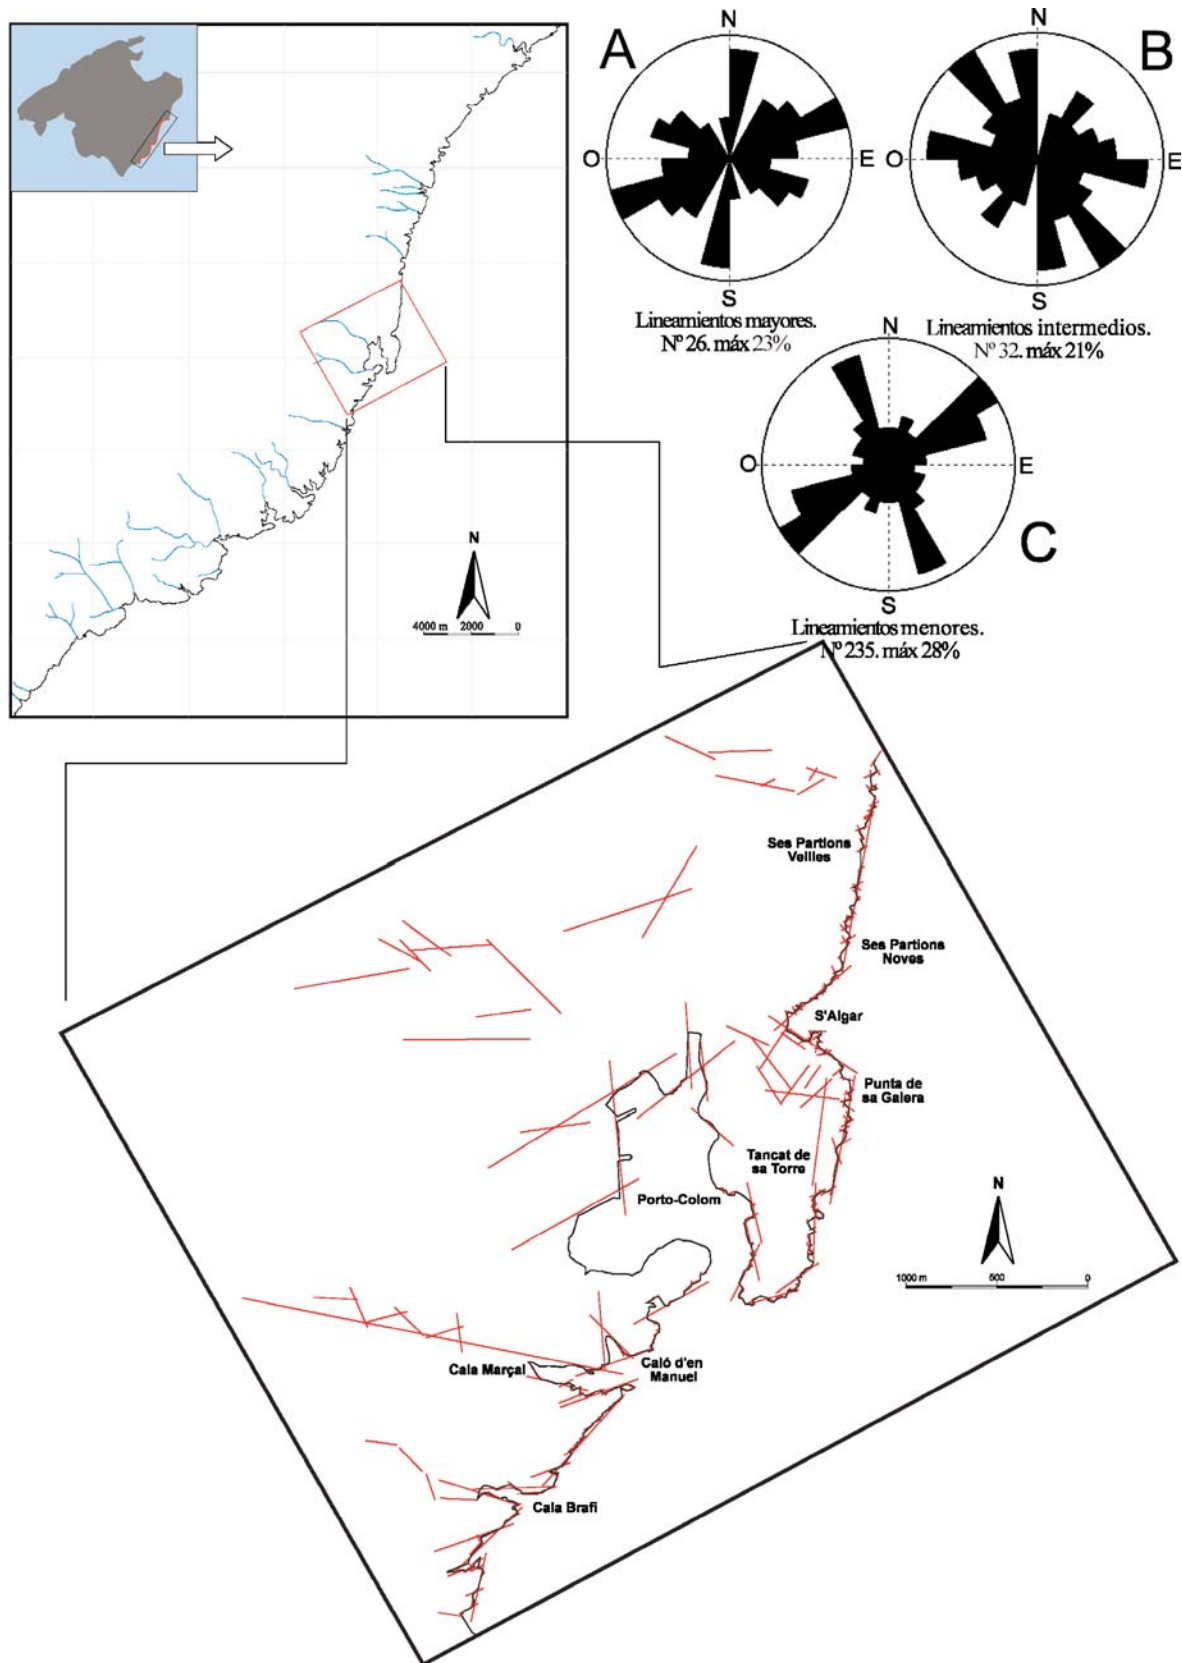 A
N
O
E
S
Lineamientos mayores.
Nº 26. máx 23%
B
N
O
E
S
Lineamientos intermedios.
Nº 32. máx 21%
N
O
E
S
C
Lineamientos menores.
Nº 235. máx 28%
N
4000 m 2000 0
Ses Partions
Vellles
Ses Partions
Noves
S'Algar
Punta de
sa Galera
Tancat de
sa Torre
Porto-Colom
N
1000 m 500 0
Cala Marçal
Caló d'en
Manuel
Cala Brafi